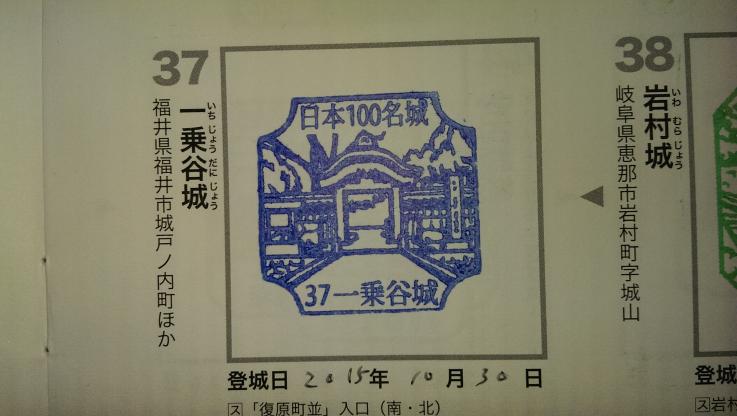 37
一乗谷城
いちじょうだにじょう
福井県福井市城戸ノ内町ほか
日本100名城
37 一乗谷城
登城日 2015年 10月 30日
ス 「復原町並」入口（南・北）
38
岩村城
いわむらじょう
岐阜県恵那市岩村町字城山
登城
ス 岩村